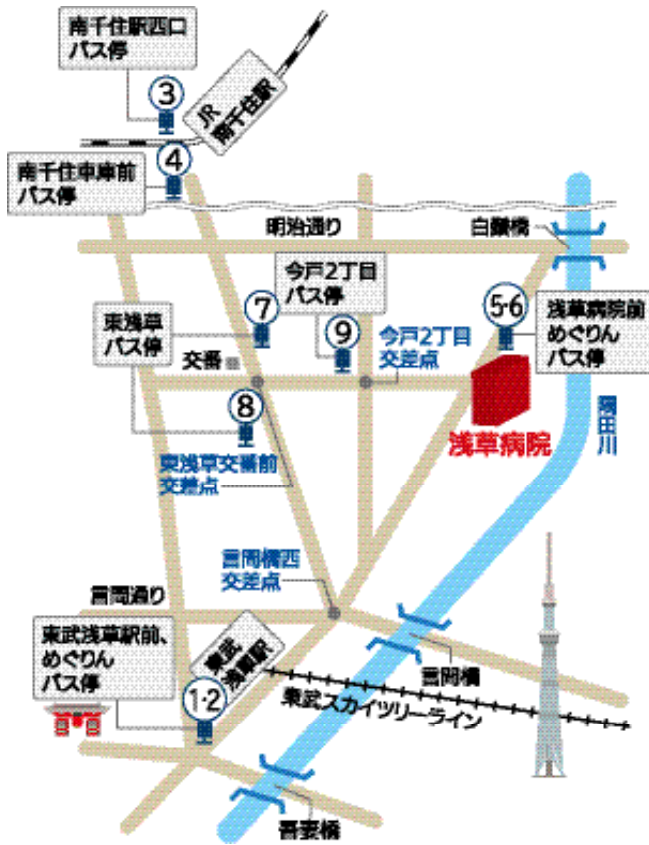 南千住駅西口
バス停
③
JR
南千住駅
④
南千住車庫前
バス停
明治通り
白鬚橋
今戸2丁目
バス停
⑦
⑨
5·6
浅草病院前
めぐりん
バス停
東浅草
バス停
今戸2丁目
交差点
交番
⑧
浅草病院
隅田川
東浅草交番前
交差点
言問橋西
交差点
言問通り
東武浅草駅前、
めぐりん
バス停
東武
浅草駅
言問橋
1·2
東武スカイツリーライン
吾妻橋